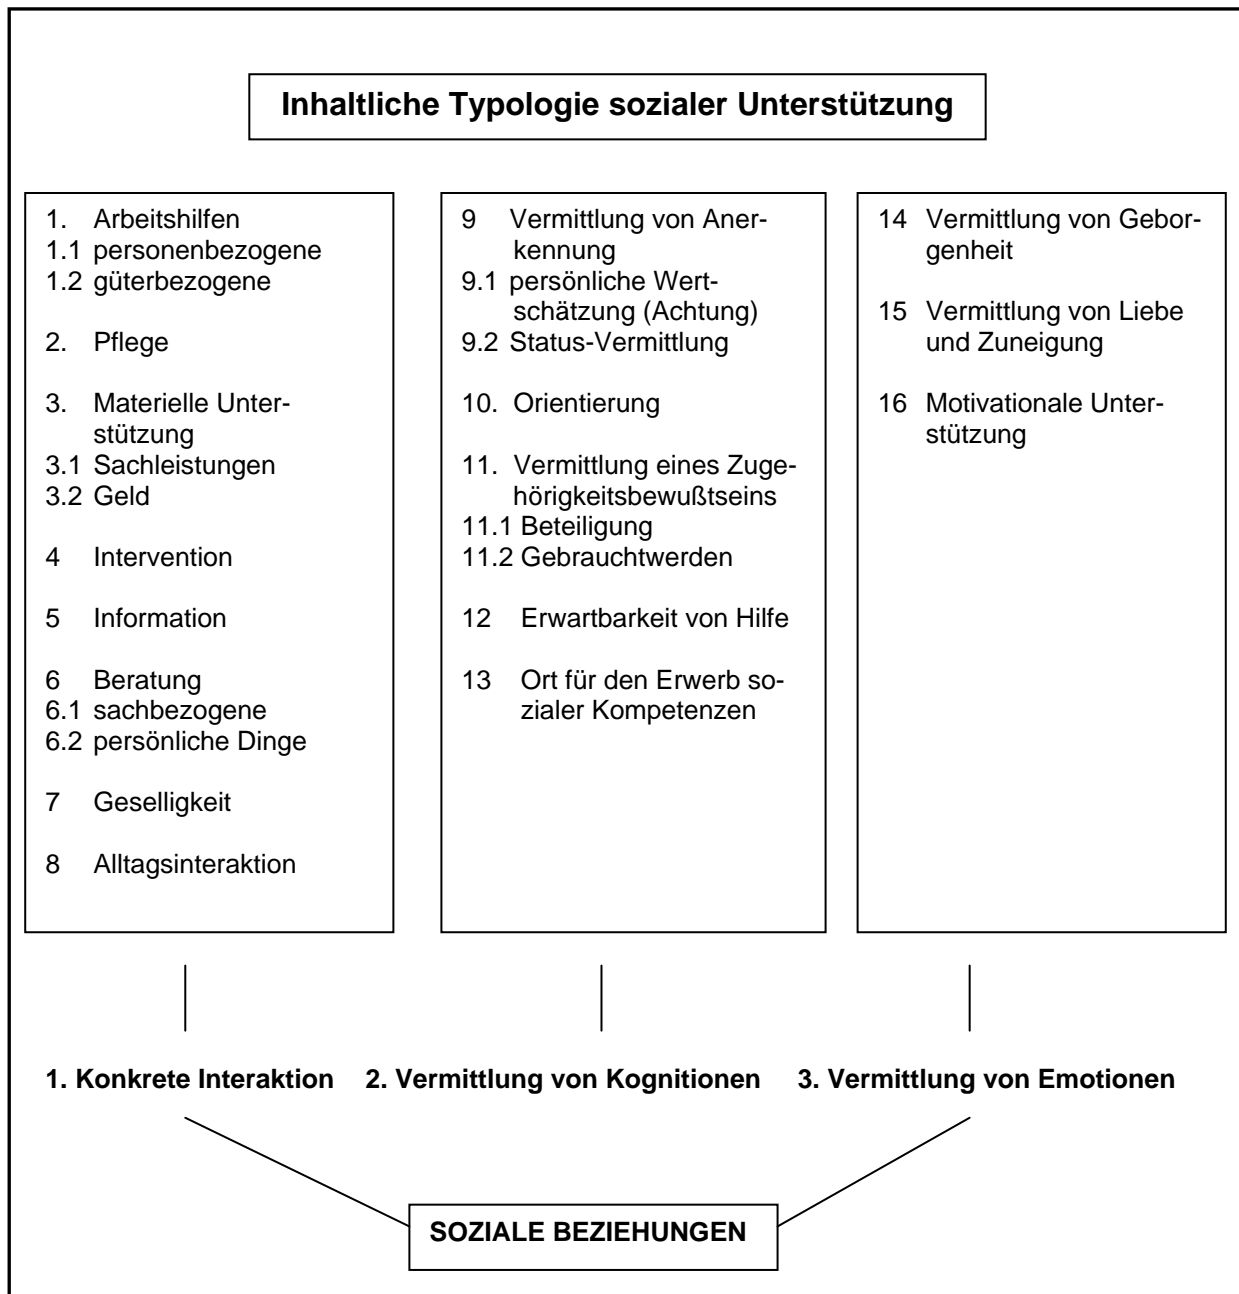 Inhaltliche Typologie sozialer Unterstützung
1. Arbeitshilfen
1.1 personenbezogene
1.2 güterbezogene
2. Pflege
3. Materielle Unter-
stützung
3.1 Sachleistungen
3.2 Geld
4 Intervention
5 Information
6 Beratung
6.1 sachbezogene
6.2 persönliche Dinge
7 Geselligkeit
8 Alltagsinteraktion
9 Vermittlung von Aner-
kennung
9.1 persönliche Wert-
schätzung (Achtung)
9.2 Status-Vermittlung
10. Orientierung
11. Vermittlung eines Zuge-
hörigkeitsbewußtseins
11.1 Beteiligung
11.2 Gebrauchtwerden
12 Erwartbarkeit von Hilfe
13 Ort für den Erwerb so-
zialer Kompetenzen
14 Vermittlung von Gebor-
genheit
15 Vermittlung von Liebe
und Zuneigung
16 Motivationale Unter-
stützung
1. Konkrete Interaktion 2. Vermittlung von Kognitionen 3. Vermittlung von Emotionen
SOZIALE BEZIEHUNGEN